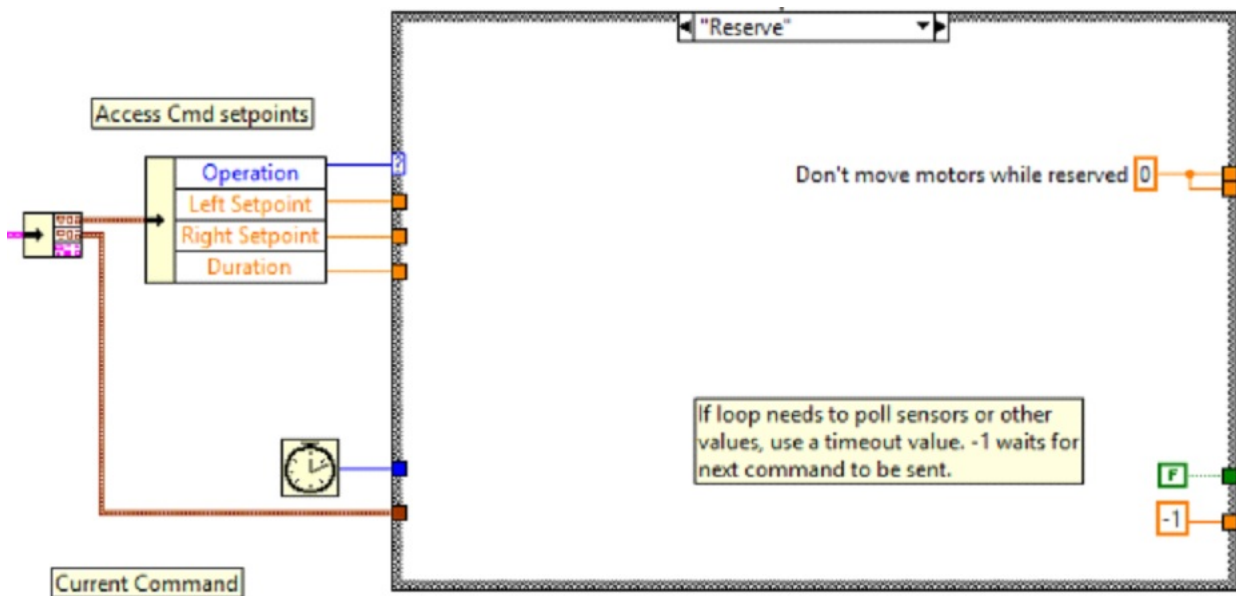 "Reserve"
Access Cmd setpoints
Operation
Left Setpoint
Right Setpoint
Duration
Don't move motors while reserved 0
If loop needs to poll sensors or other
values, use a timeout value. -1 waits for
next command to be sent.
F
-1
Current Command
?